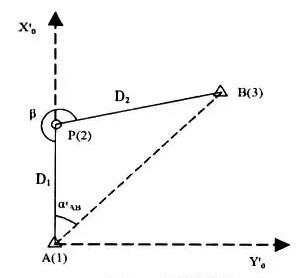 X'₀
D₂
B(3)
β
P(2)
D₁
α'AB
A(1)
Y'₀